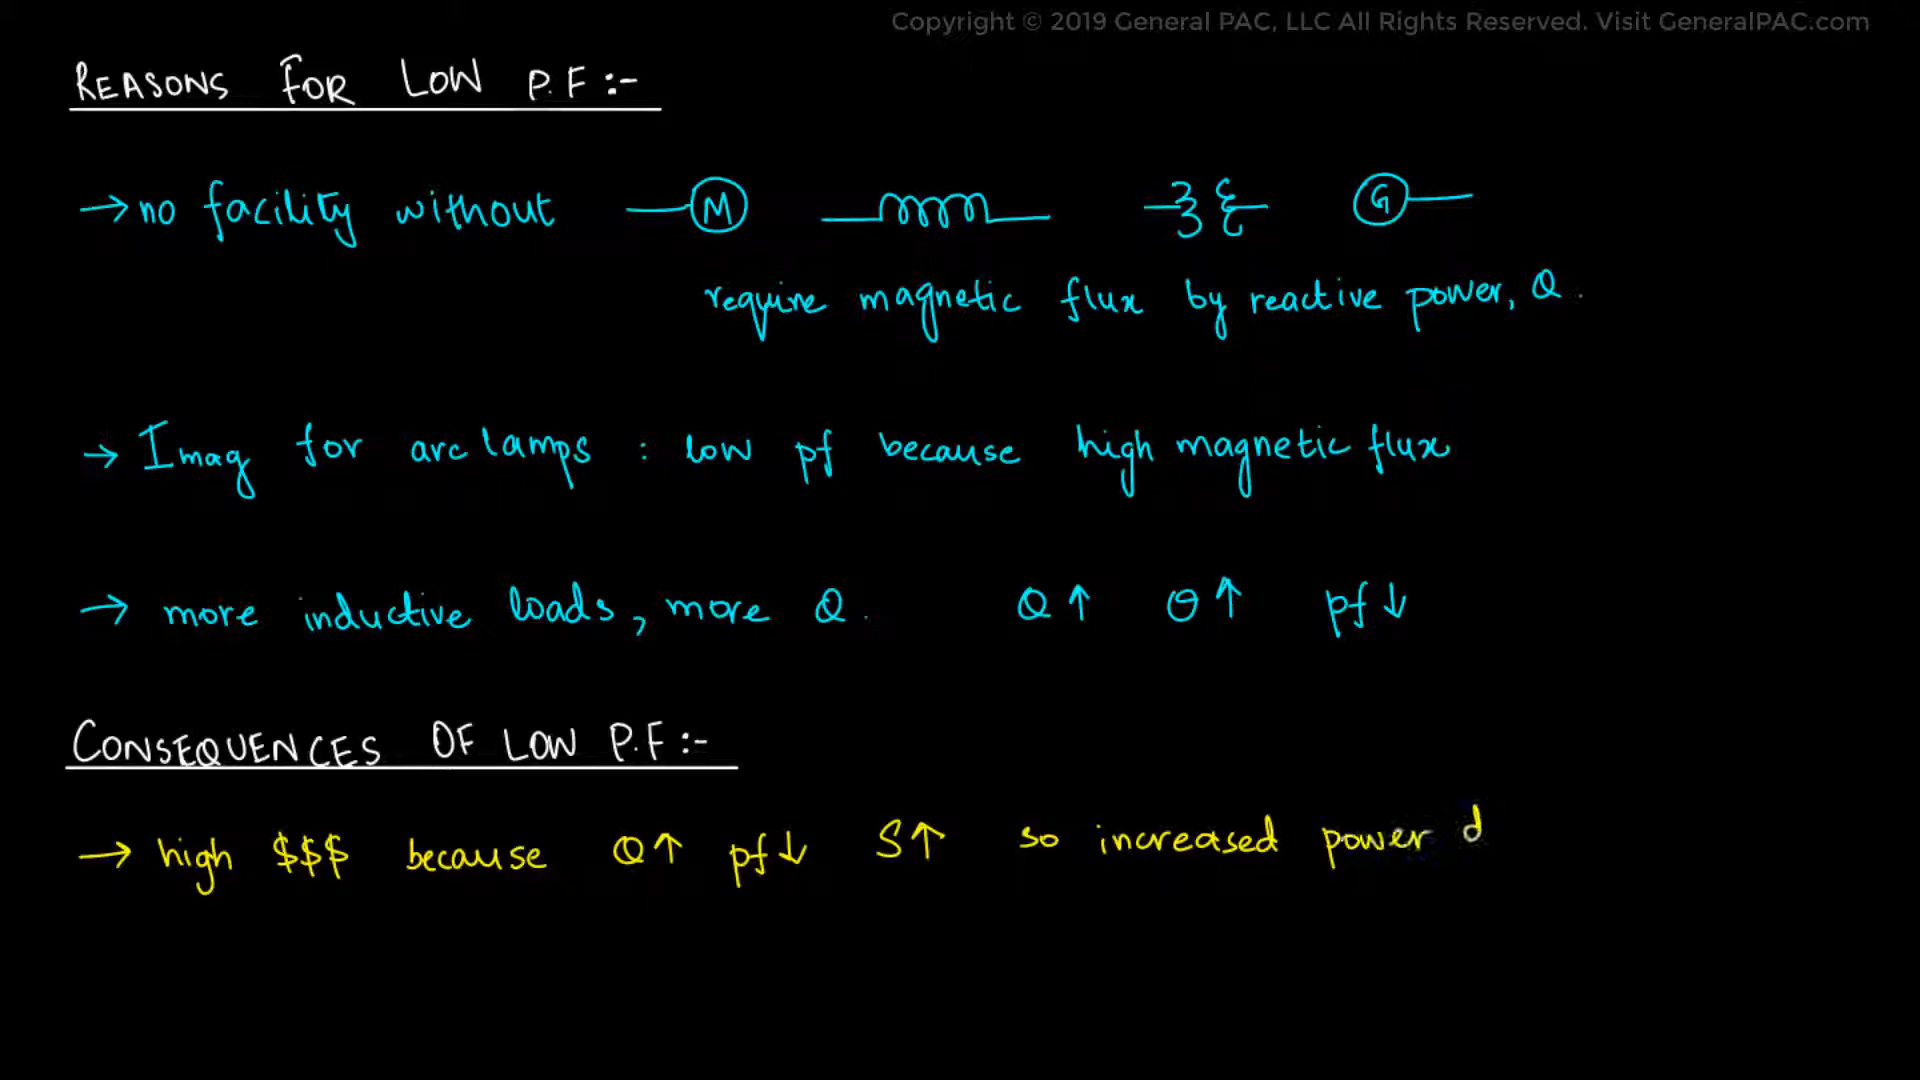 Copyright © 2019 General PAC, LLC All Rights Reserved. Visit GeneralPAC.com
REASONS FOR LOW P.F:-
→ no facility without M G
require magnetic flux by reactive power, Q.
→ Imag for arc lamps : low pf because high magnetic flux
→ more inductive loads, more Q. Q↑ θ↑ pf↓
CONSEQUENCES OF LOW P.F:-
→ high $$$ because Q↑ pf↓ S↑ so increased power d